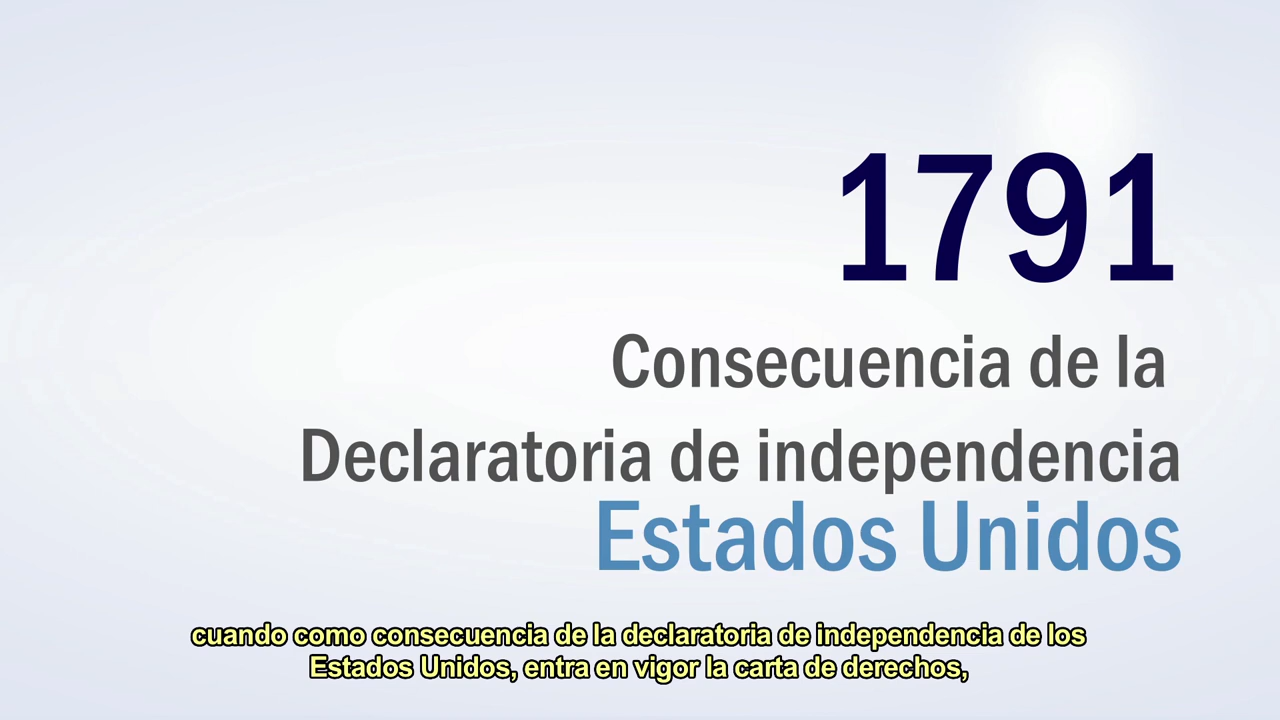 1791
Consecuencia de la
Declaratoria de independencia
Estados Unidos
cuando como consecuencia de la declaratoria de independencia de los
Estados Unidos, entra en vigor la carta de derechos,